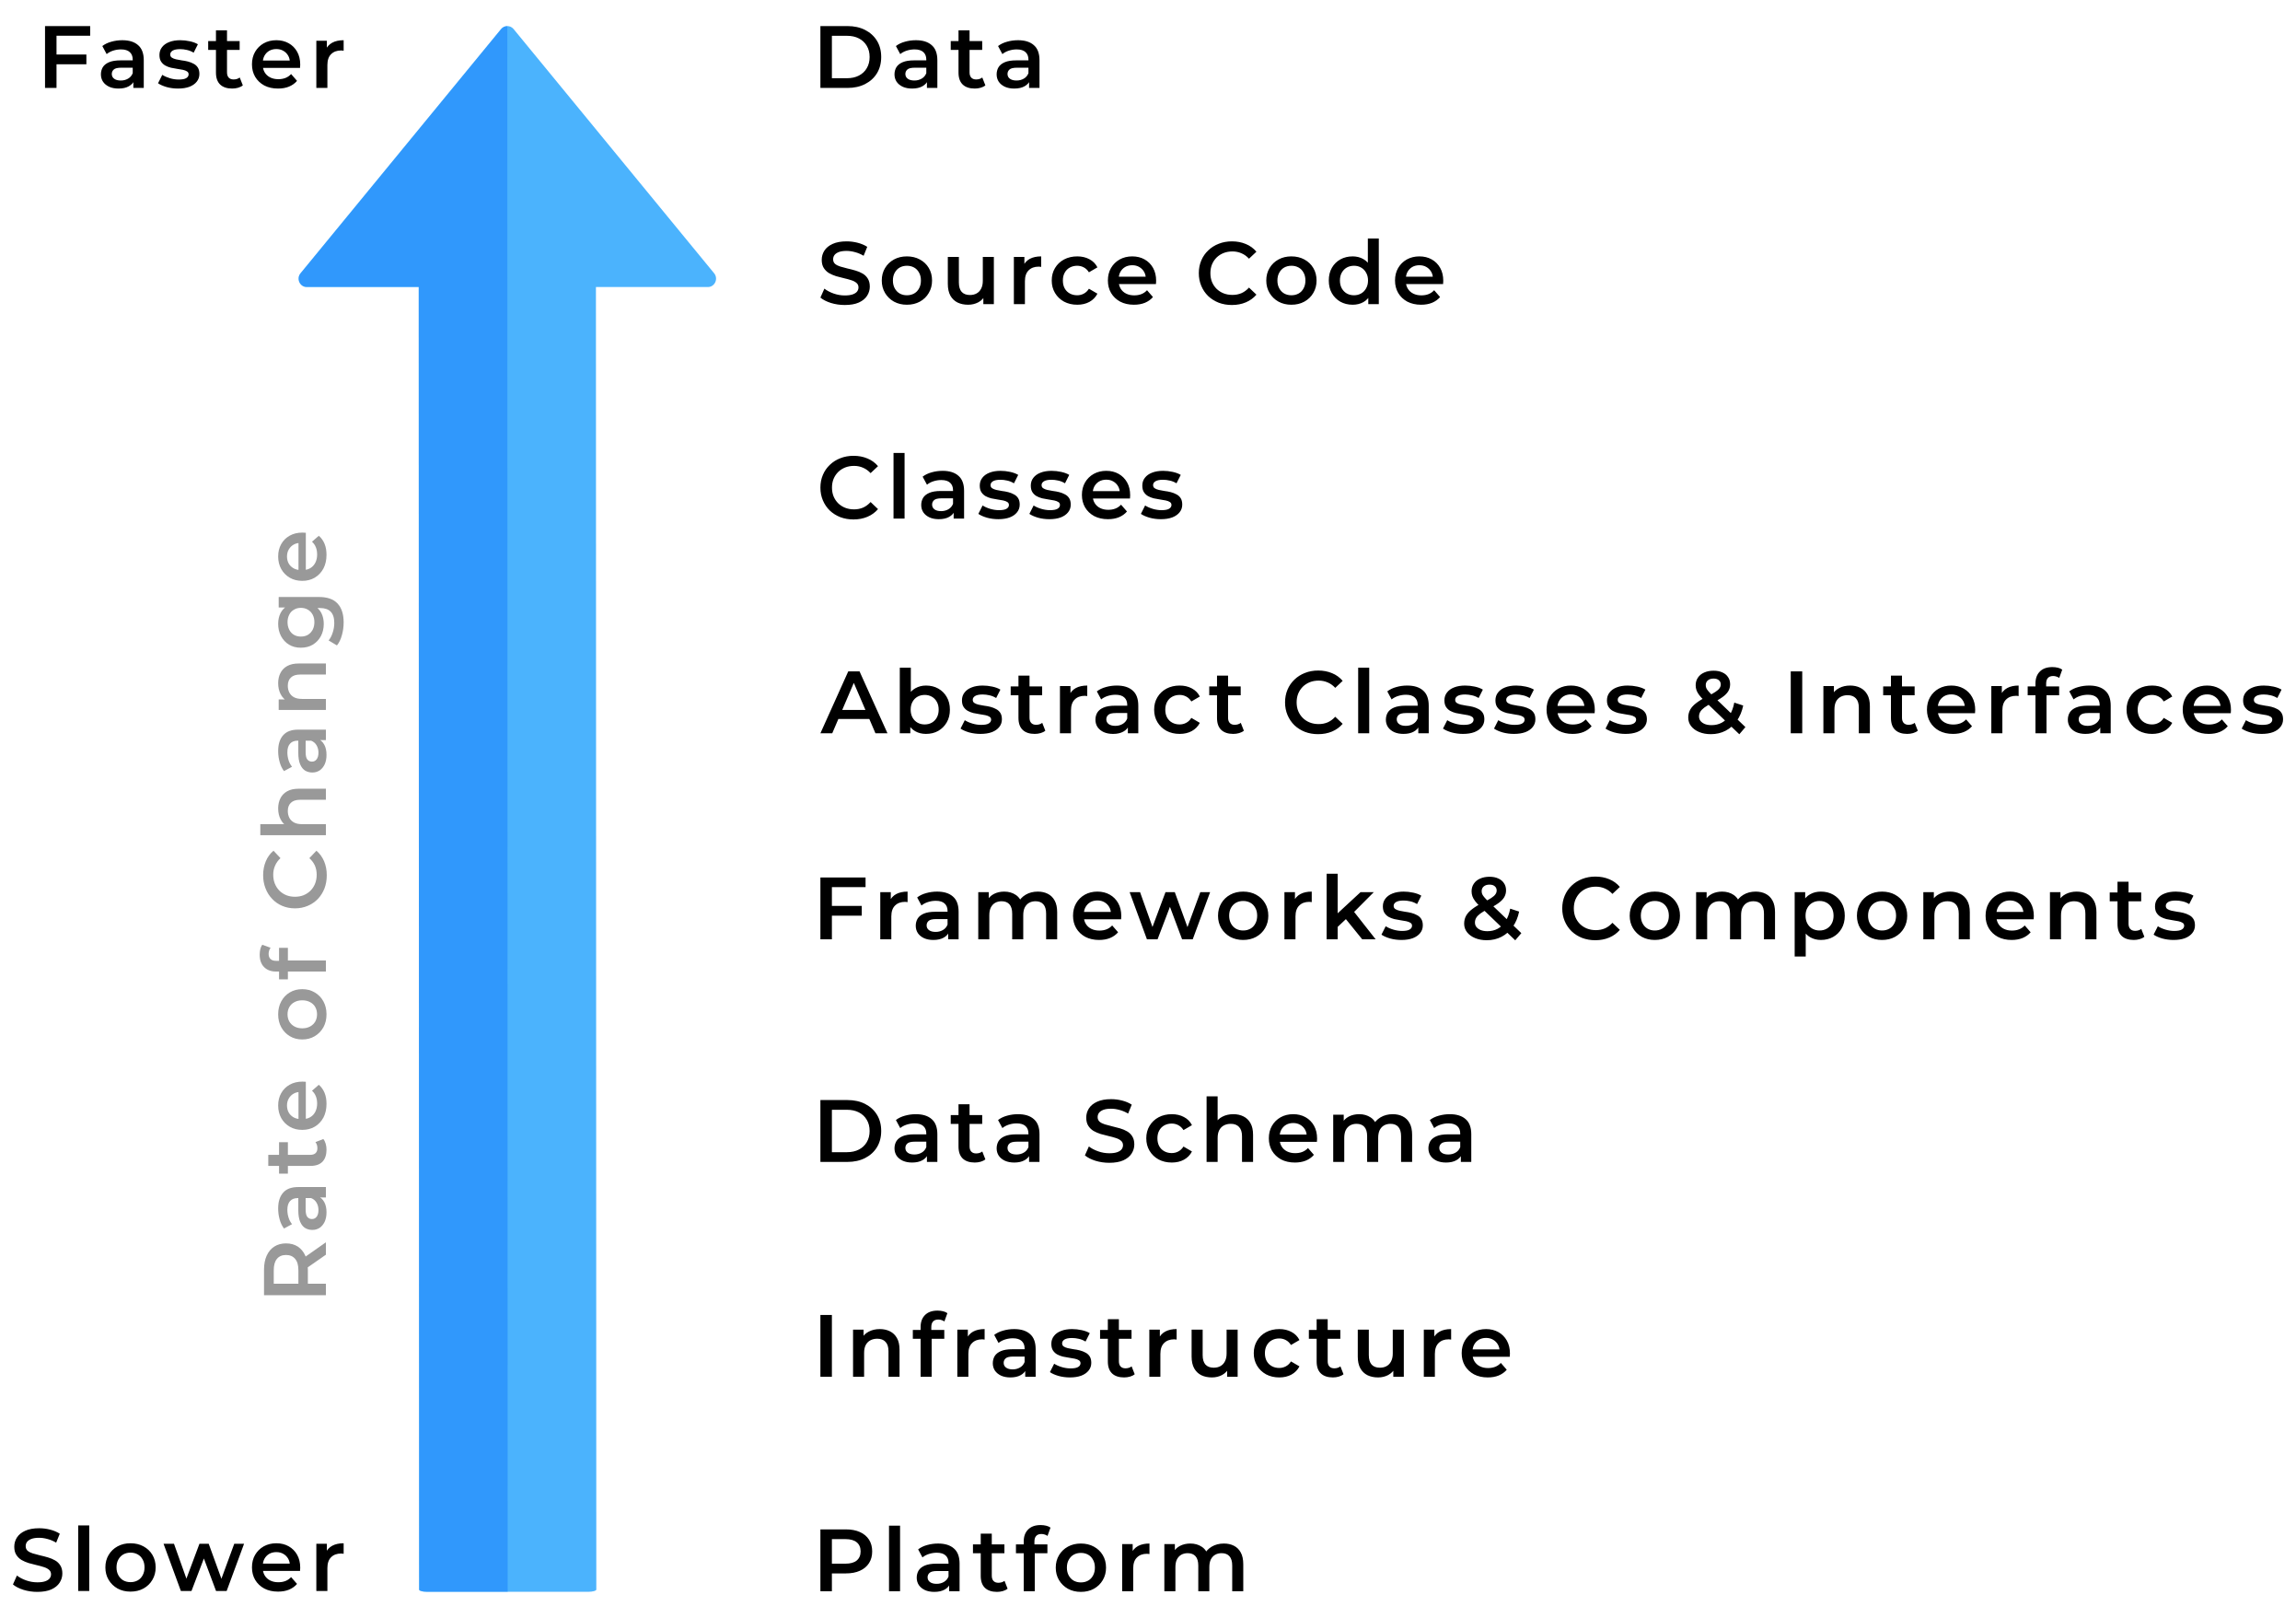 Faster
Data
Source Code
Classes
Abstract Classes & Interfaces
Rate of Change
Frameworks & Components
Data Schema
Infrastructure
Slower
Platform